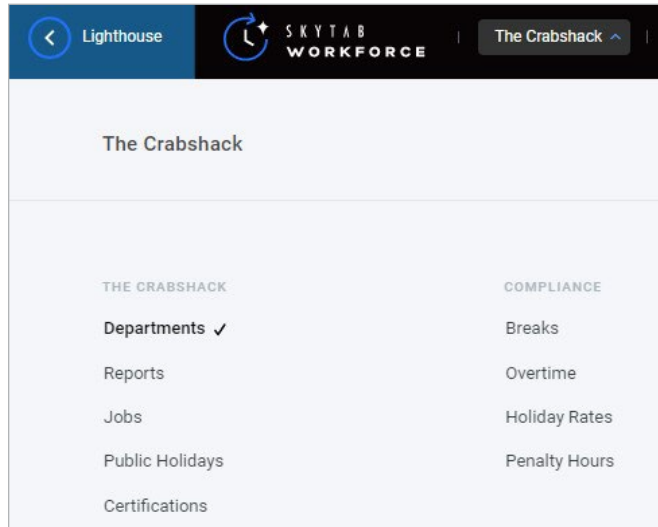 Lighthouse
SKYTAB
WORKFORCE
The Crabshack
The Crabshack
THE CRABSHACK
Departments
Reports
Jobs
Public Holidays
Certifications
COMPLIANCE
Breaks
Overtime
Holiday Rates
Penalty Hours